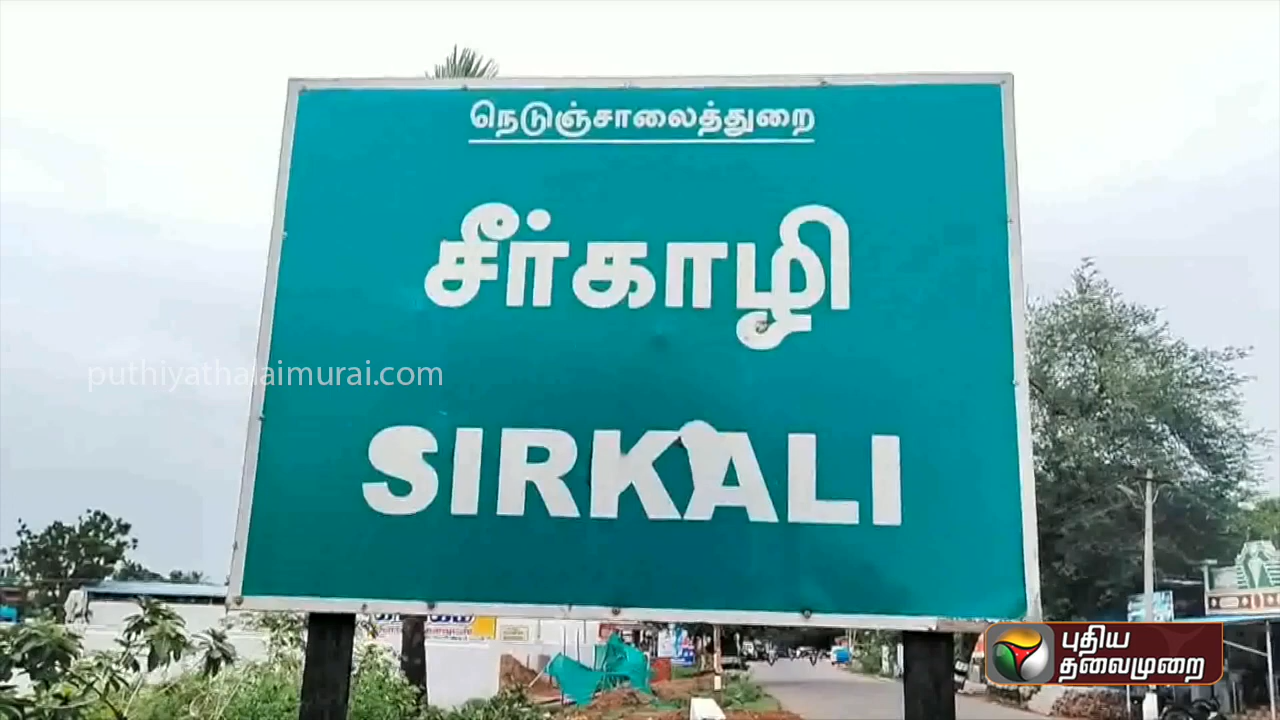 நெடுஞ்சாலைத்துறை
சீர்காழி
puthiyathalaimurai.com
SIRKALI
புதிய
தலைமுறை